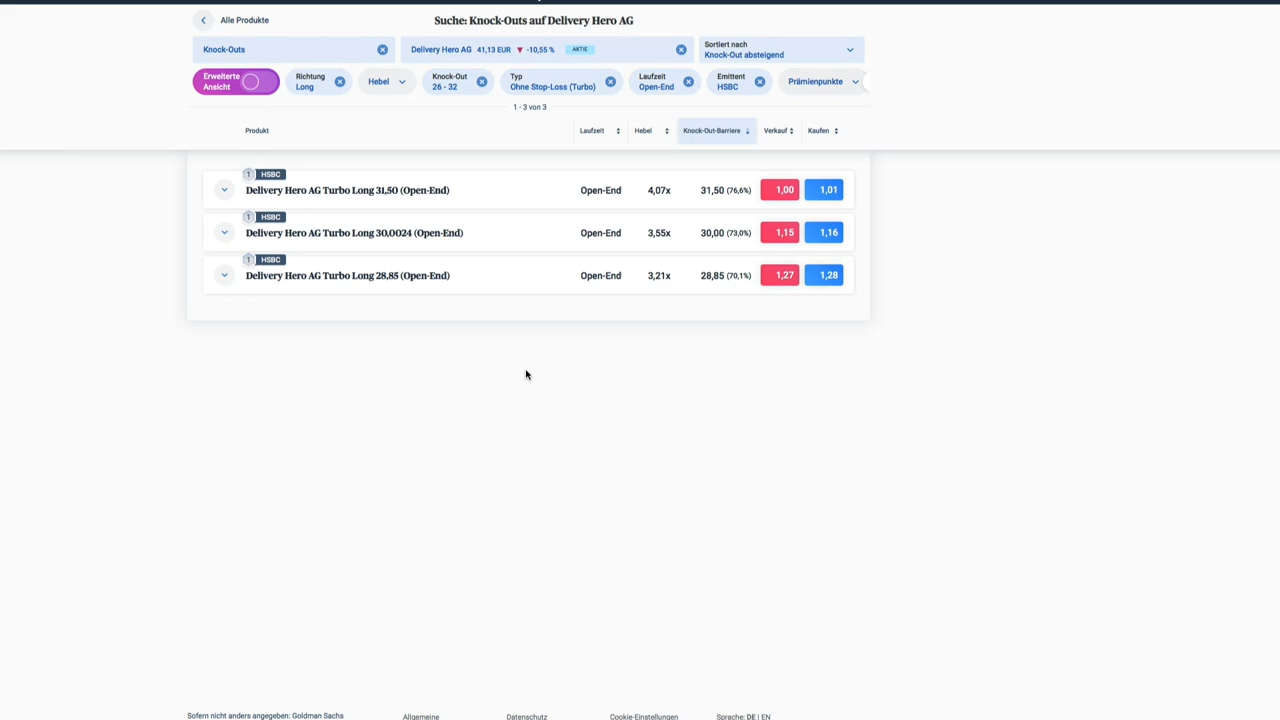 Alle Produkte
Suche: Knock-Outs auf Delivery Hero AG
Knock-Outs
Delivery Hero AG 41,13 EUR ▼ -10,55 % AKTIE
Sortiert nach
Knock-Out absteigend
Erweiterte
Ansicht
Richtung
Long
Hebel
Knock-Out
26 - 32
Typ
Ohne Stop-Loss (Turbo)
Laufzeit
Open-End
Emittent
HSBC
Prämienpunkte
1 - 3 von 3
Produkt Laufzeit Hebel Knock-Out-Barriere Verkauf Kaufen
1 HSBC
Delivery Hero AG Turbo Long 31,50 (Open-End) Open-End 4,07x 31,50 (76,6%) 1,00 1,01
1 HSBC
Delivery Hero AG Turbo Long 30,0024 (Open-End) Open-End 3,55x 30,00 (73,0%) 1,15 1,16
1 HSBC
Delivery Hero AG Turbo Long 28,85 (Open-End) Open-End 3,21x 28,85 (70,1%) 1,27 1,28
Sofern nicht anders angegeben: Goldman Sachs Allgemeine Datenschutz Cookie-Einstellungen Sprache: DE | EN